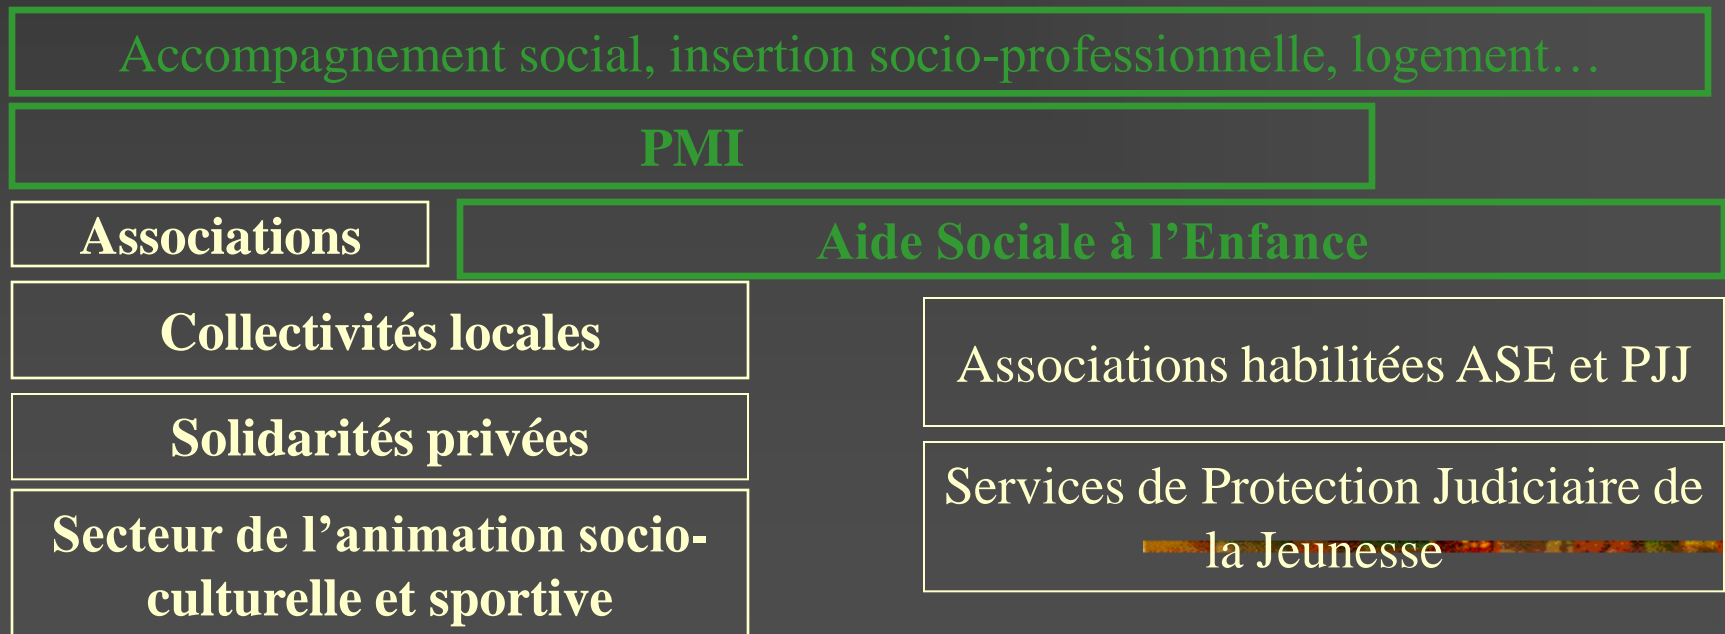 Accompagnement social, insertion socio-professionnelle, logement…
PMI
Associations
Aide Sociale à l’Enfance
Collectivités locales
Solidarités privées
Secteur de l’animation socio-
culturelle et sportive
Associations habilitées ASE et PJJ
Services de Protection Judiciaire de
la Jeunesse